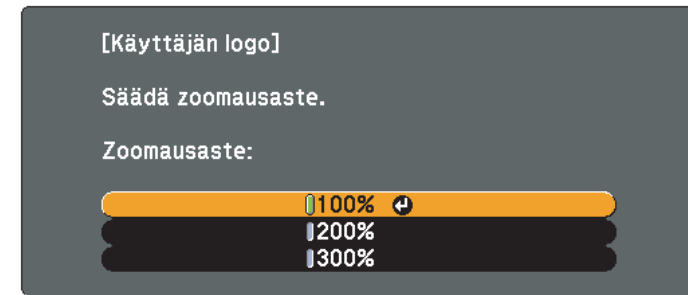 [Käyttäjän logo]
Säädä zoomausaste.
Zoomausaste:
100%
200%
300%